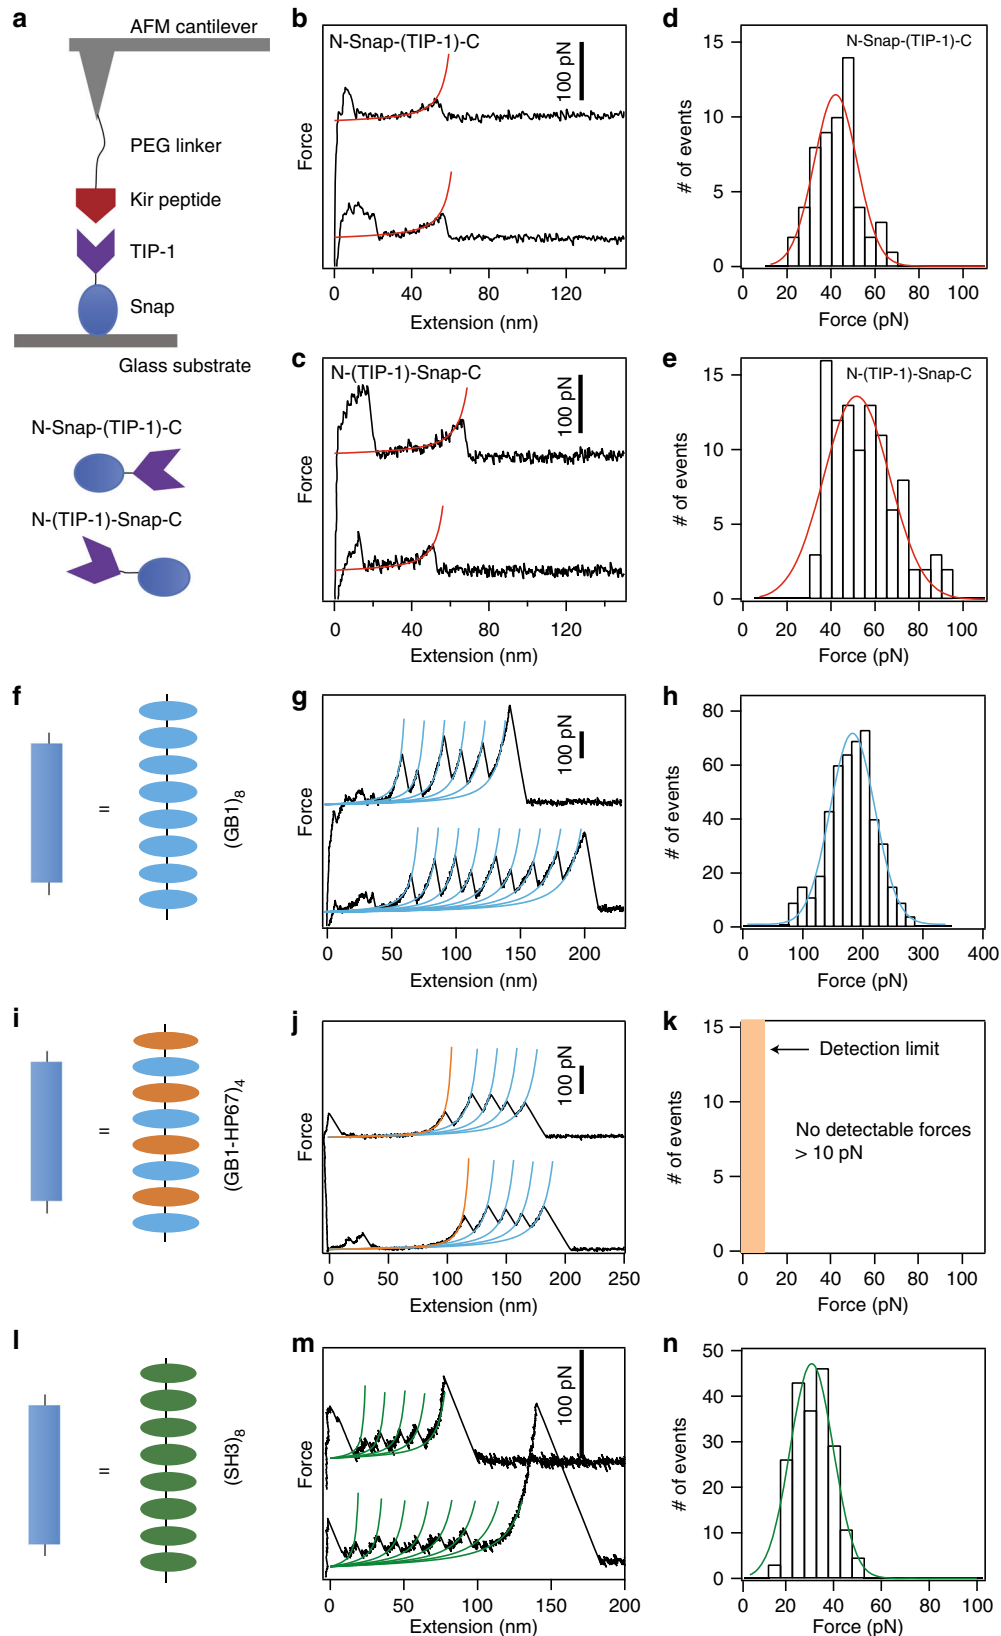 a
AFM cantilever
PEG linker
Kir peptide
TIP-1
Snap
Glass substrate
N-Snap-(TIP-1)-C
N-(TIP-1)-Snap-C
b
N-Snap-(TIP-1)-C
100 pN
Force
0 40 80 120
Extension (nm)
c
N-(TIP-1)-Snap-C
100 pN
Force
0 40 80 120
Extension (nm)
d
N-Snap-(TIP-1)-C
15
10
5
0
# of events
0 20 40 60 80 100
Force (pN)
e
N-(TIP-1)-Snap-C
15
10
5
0
# of events
0 20 40 60 80 100
Force (pN)
f
=
(GB1)8
g
100 pN
Force
0 50 100 150 200
Extension (nm)
h
80
60
40
20
0
# of events
0 100 200 300 400
Force (pN)
i
=
(GB1-HP67)4
j
100 pN
Force
0 50 100 150 200 250
Extension (nm)
k
15
10
5
0
# of events
Detection limit
No detectable forces
> 10 pN
0 20 40 60 80 100
Force (pN)
l
=
(SH3)8
m
100 pN
Force
0 50 100 150 200
Extension (nm)
n
50
40
30
20
10
0
# of events
0 20 40 60 80 100
Force (pN)